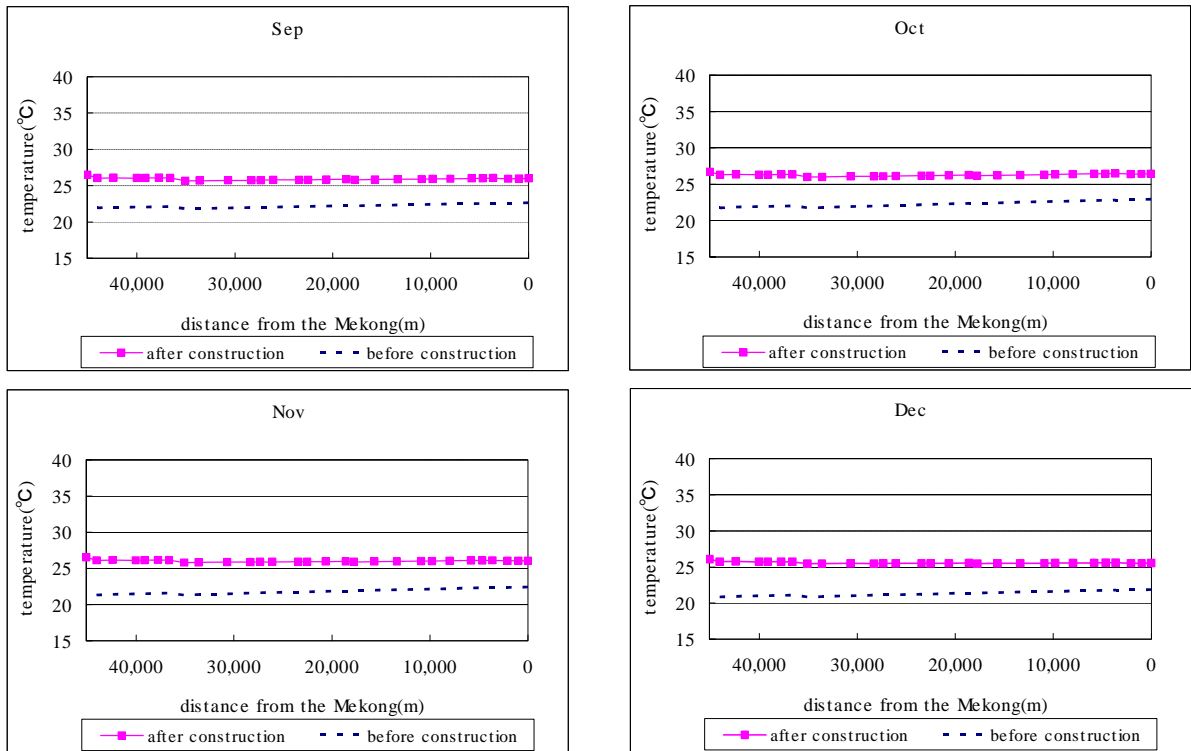 Sep
temperature(℃)
40
35
30
25
20
15
40,000 30,000 20,000 10,000 0
distance from the Mekong(m)
after construction before construction
Oct
temperature(℃)
40
35
30
25
20
15
40,000 30,000 20,000 10,000 0
distance from the Mekong(m)
after construction before construction
Nov
temperature(℃)
40
35
30
25
20
15
40,000 30,000 20,000 10,000 0
distance from the Mekong(m)
after construction before construction
Dec
temperature(℃)
40
35
30
25
20
15
40,000 30,000 20,000 10,000 0
distance from the Mekong(m)
after construction before construction